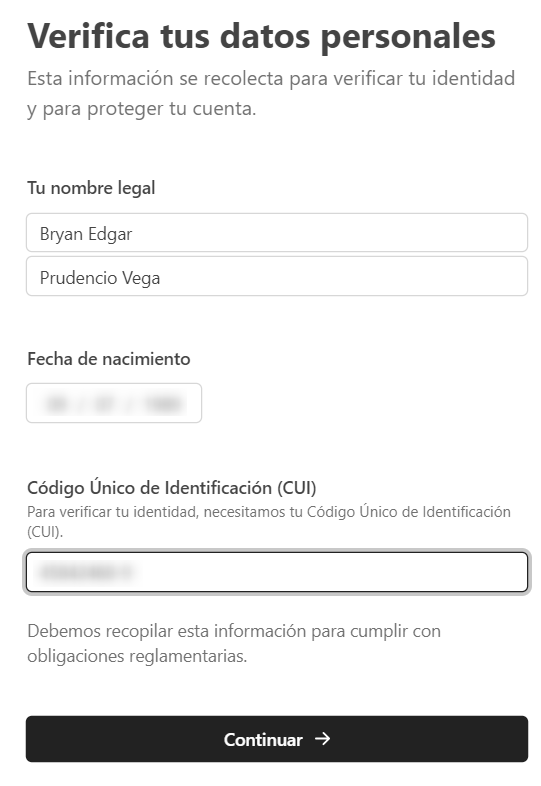 Verifica tus datos personales
Esta información se recolecta para verificar tu identidad
y para proteger tu cuenta.
Tu nombre legal
Bryan Edgar
Prudencio Vega
Fecha de nacimiento
Código Único de Identificación (CUI)
Para verificar tu identidad, necesitamos tu Código Único de Identificación
(CUI).
Debemos recopilar esta información para cumplir con
obligaciones reglamentarias.
Continuar →